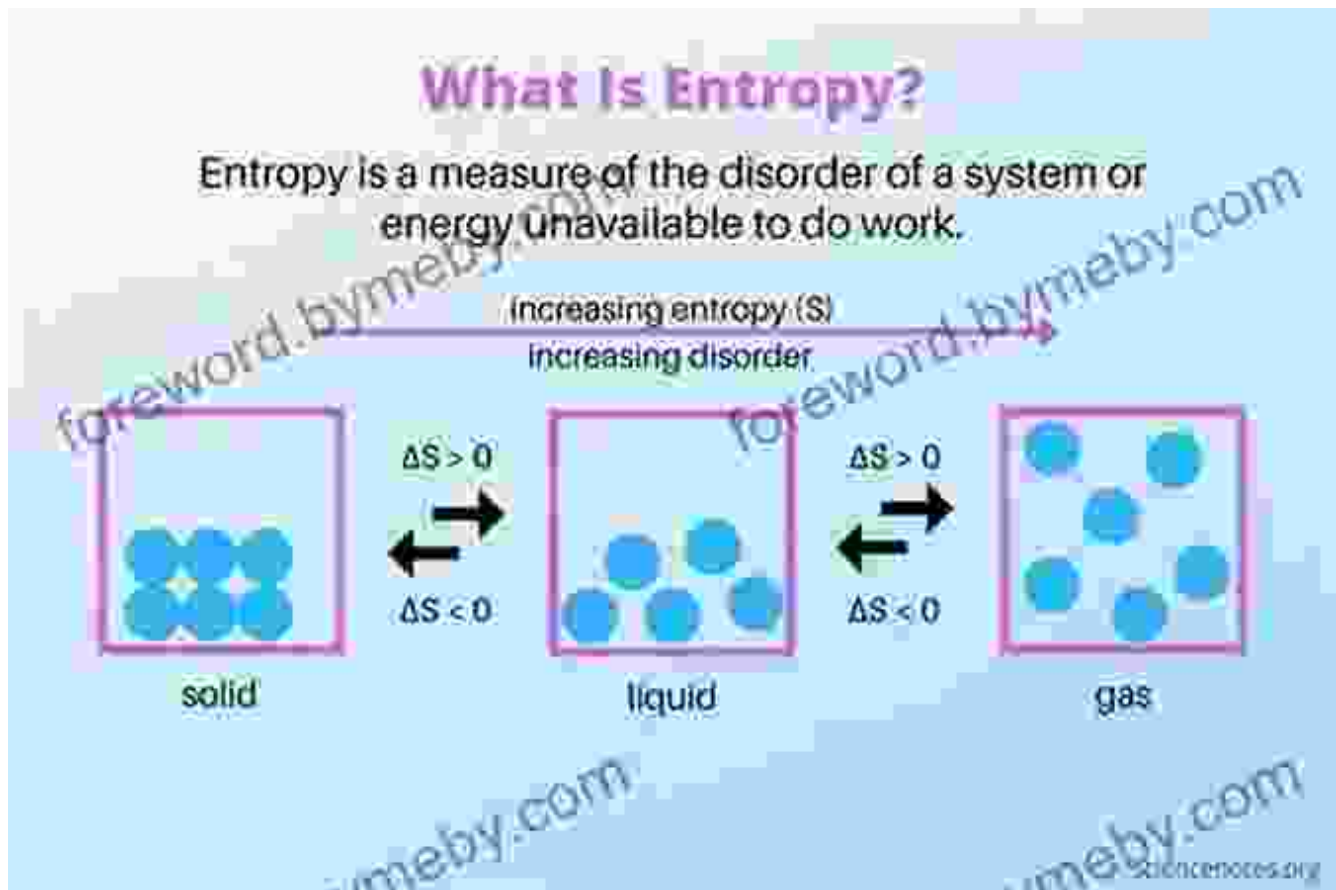 What Is Entropy?
Entropy is a measure of the disorder of a system or
energy unavailable to do work.
increasing entropy (S)
increasing disorder
ΔS > 0
ΔS < 0
ΔS > 0
ΔS < 0
solid
liquid
gas
foreword.bymeby.com
foreword.bymeby.com
ymeby.com
ymeby.com
sciencenotes.org